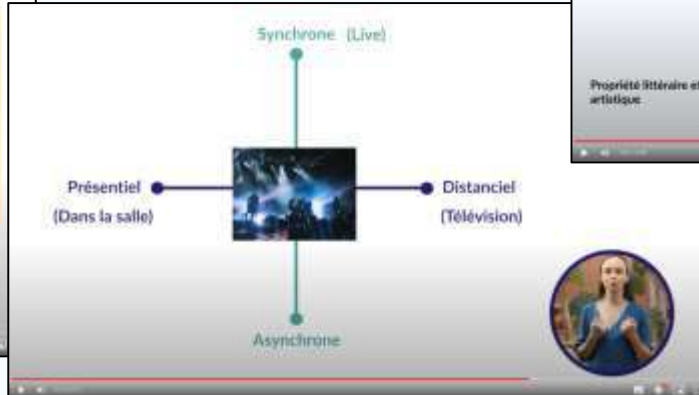 Synchrone (Live)
Propriété littéraire et
artistique
Présentiel
(Dans la salle)
Distanciel
(Télévision)
Asynchrone